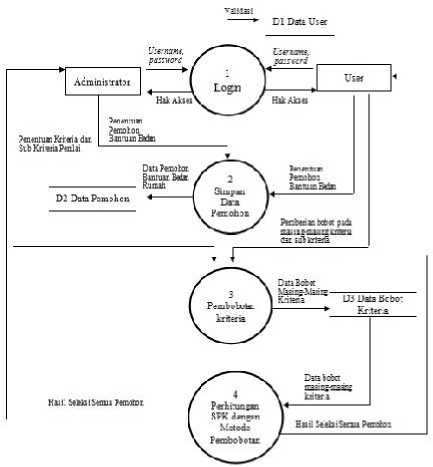 Validasi
D1 Data User
Username,
password
Username,
password
Administrator
1
Login
User
Hak Akses
Hak Akses
Penentuan
Pemohon
Bantuan Bedan
Penentuan Kriteria dan
Sub Kriteria Penilai
Data Pemohon
Bantuan Bedan
Rumah
Penentuan
Pemohon
Bantuan Bedan
2
Simpan
Data
Pemohon
D2 Data Pemohon
Pemberian bobot pada
masing-masing kriteria
dan sub kriteria
3
Pembobotan
kriteria
Data Bobot
Masing-Masing
Kriteria
D3 Data Bobot
Kriteria
Data bobot
masing-masing
kriteria
4
Perhitungan
SPK dengan
Metode
Pembobotan
Hasil Seleksi Semua Pemohon
Hasil Seleksi Semua Pemohon